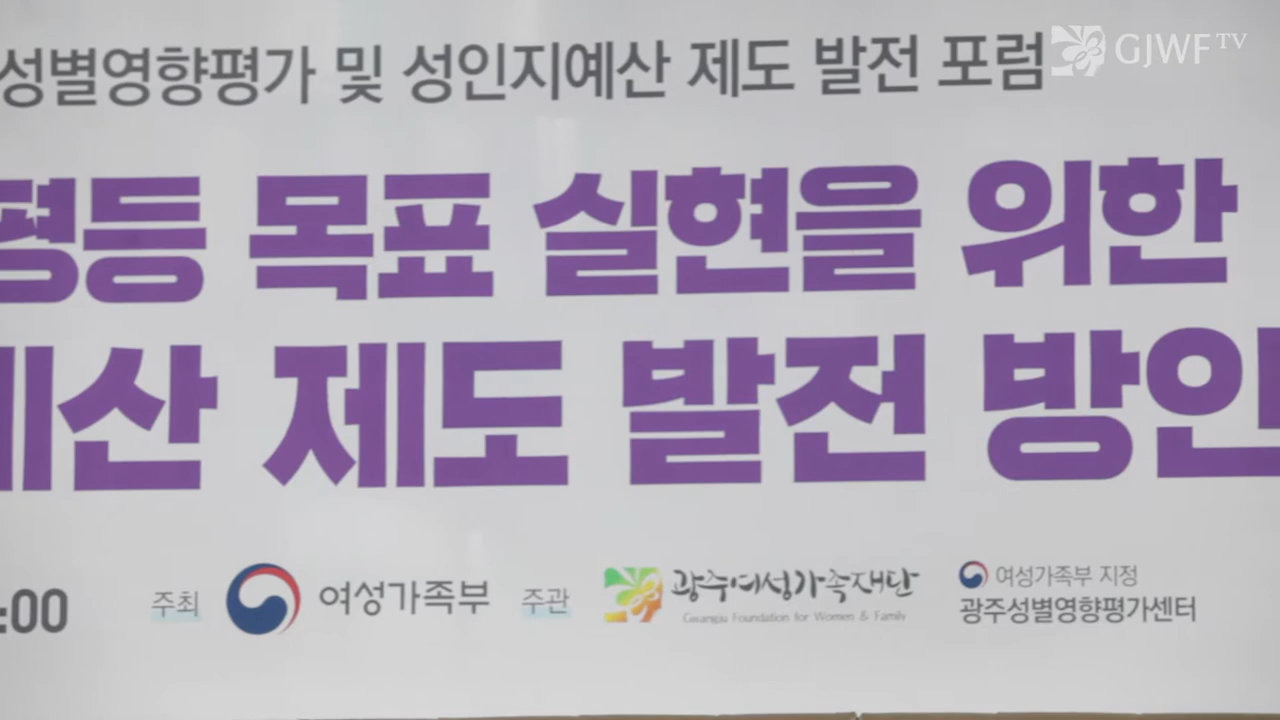 성별영향평가 및 성인지예산 제도 발전 포럼
GJWF TV
평등 목표 실현을 위한
예산 제도 발전 방안
:00
주최 여성가족부 주관 광주여성가족재단
Gwangju Foundation for Women & Family
여성가족부 지정
광주성별영향평가센터